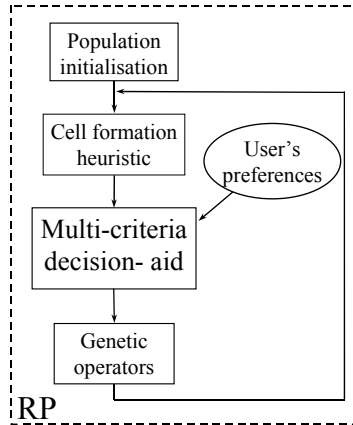 Population
initialisation
Cell formation
heuristic
User's
preferences
Multi-criteria
decision- aid
Genetic
operators
RP